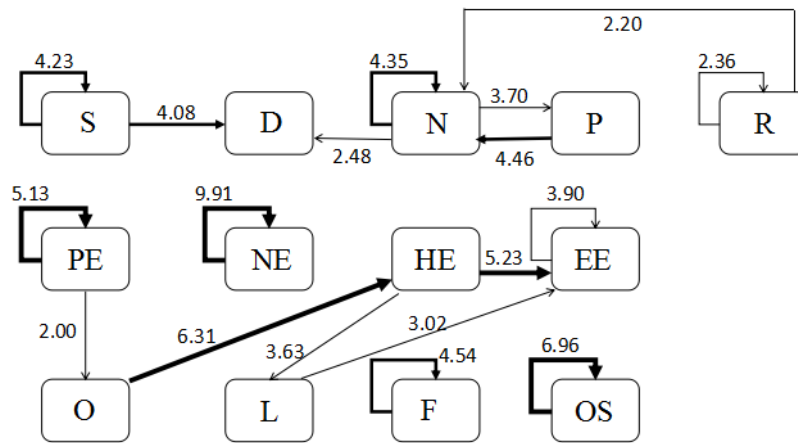 2.20
4.23 4.35 2.36
S 4.08 D N 3.70 P R
2.48 4.46
5.13 9.91 3.90
PE NE HE 5.23 EE
2.00 6.31 3.63 3.02 4.54 6.96
O L F OS